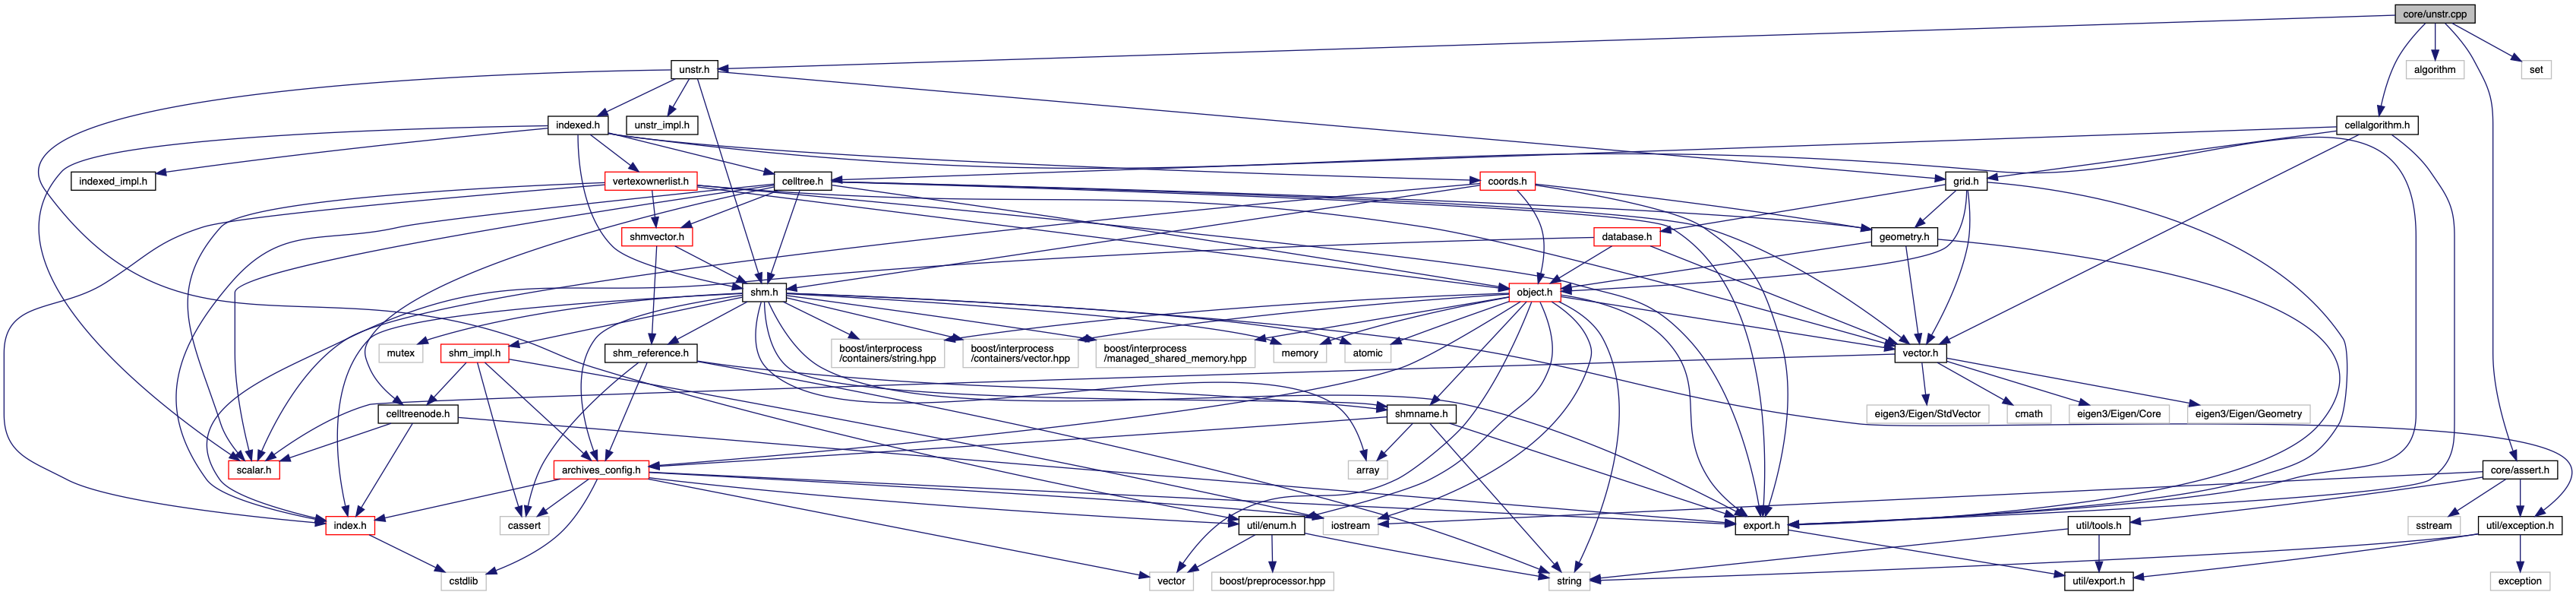 core/unstr.cpp
unstr.h
algorithm
set
indexed.h
unstr_impl.h
cellalgorithm.h
indexed_impl.h
vertexownerlist.h
celltree.h
coords.h
grid.h
shmvector.h
database.h
geometry.h
shm.h
object.h
mutex
shm_impl.h
shm_reference.h
boost/interprocess
/containers/string.hpp
boost/interprocess
/containers/vector.hpp
boost/interprocess
/managed_shared_memory.hpp
memory
atomic
vector.h
celltreenode.h
shmname.h
eigen3/Eigen/StdVector
cmath
eigen3/Eigen/Core
eigen3/Eigen/Geometry
scalar.h
archives_config.h
array
core/assert.h
index.h
cassert
util/enum.h
iostream
export.h
sstream
util/tools.h
util/exception.h
cstdlib
vector
boost/preprocessor.hpp
string
util/export.h
exception